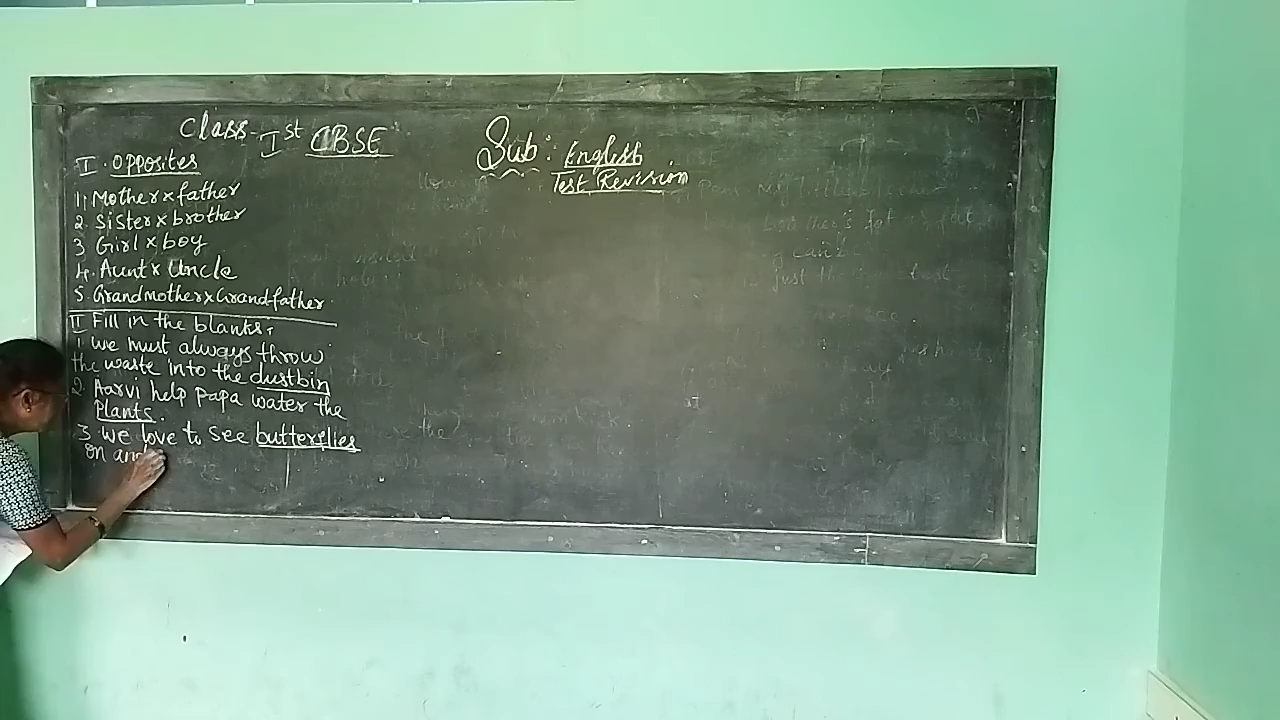 Class-Ist CBSE
Sub: English
Test Revision
I. Opposites
1. Mother x father
2. Sister x brother
3 Girl x boy
4. Aunt x Uncle
5. Grandmother x Grandfather
II Fill in the blanks.
1 We must always throw
the waste into the dustbin
2. Aarvi help papa water the
plants.
3 We love to see butterflies
on